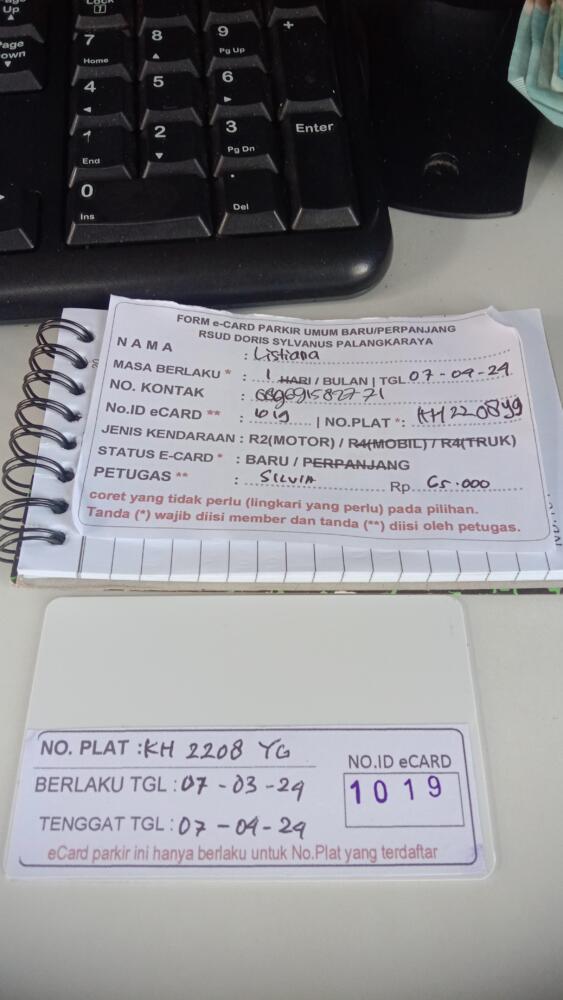 Up
Page
Down
Lock
7
Home
8
9
Pg Up
+
4
5
6
1
End
2
3
Pg Dn
Enter
0
Ins
.
Del
FORM e-CARD PARKIR UMUM BARU/PERPANJANG
RSUD DORIS SYLVANUS PALANGKARAYA
NAMA : Listiana
MASA BERLAKU * : 1 HARI / BULAN | TGL 07-04-24
NO. KONTAK :
No.ID eCARD ** : 1019 | NO.PLAT *: KH 2208 YG
JENIS KENDARAAN : R2(MOTOR) / R4(MOBIL) / R4(TRUK)
STATUS E-CARD * : BARU / PERPANJANG
PETUGAS ** : SILVIA Rp. 65.000
coret yang tidak perlu (lingkari yang perlu) pada pilihan.
Tanda (*) wajib diisi member dan tanda (**) diisi oleh petugas.
NO. PLAT : KH 2208 YG
NO.ID eCARD
BERLAKU TGL : 07-03-24
1019
TENGGAT TGL : 07-04-24
eCard parkir ini hanya berlaku untuk No.Plat yang terdaftar